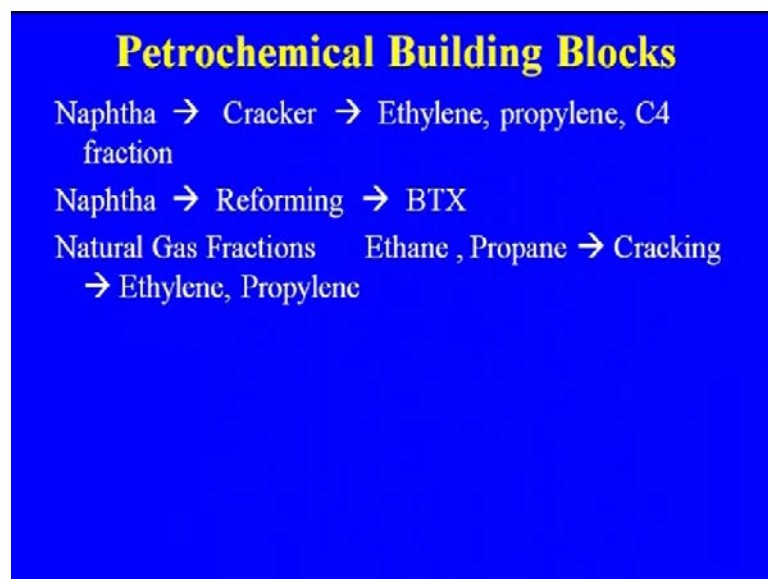 Petrochemical Building Blocks
Naphtha → Cracker → Ethylene, propylene, C4
fraction
Naphtha → Reforming → BTX
Natural Gas Fractions Ethane , Propane → Cracking
→ Ethylene, Propylene